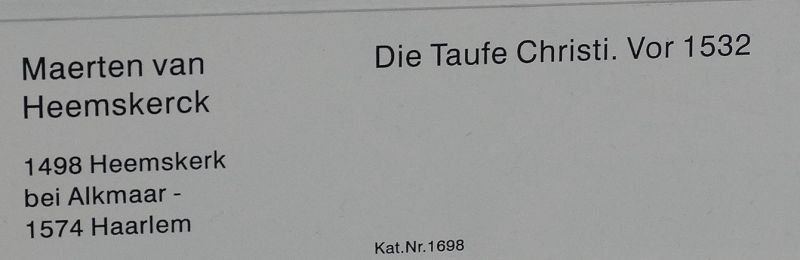 Maerten van
Heemskerck
1498 Heemskerk
bei Alkmaar -
1574 Haarlem
Die Taufe Christi. Vor 1532
Kat.Nr.1698